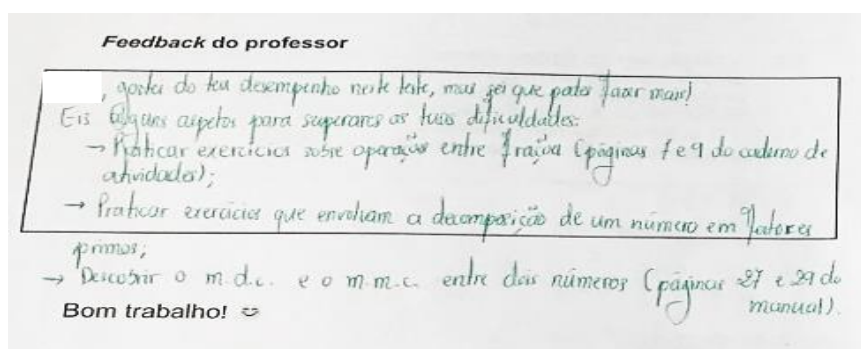 Feedback do professor
, gostei do teu desempenho neste teste, mas sei que podes fazer mais!
Eis alguns aspetos para superares as tuas dificuldades:
→ Praticar exercícios sobre operações entre frações (páginas 7 e 9 do caderno de
atividades);
→ Praticar exercícios que envolvam a decomposição de um número em fatores
primos;
→ Descobrir o m.d.c. e o m.m.c. entre dois números (páginas 27 e 29 do
manual).
Bom trabalho! ☺